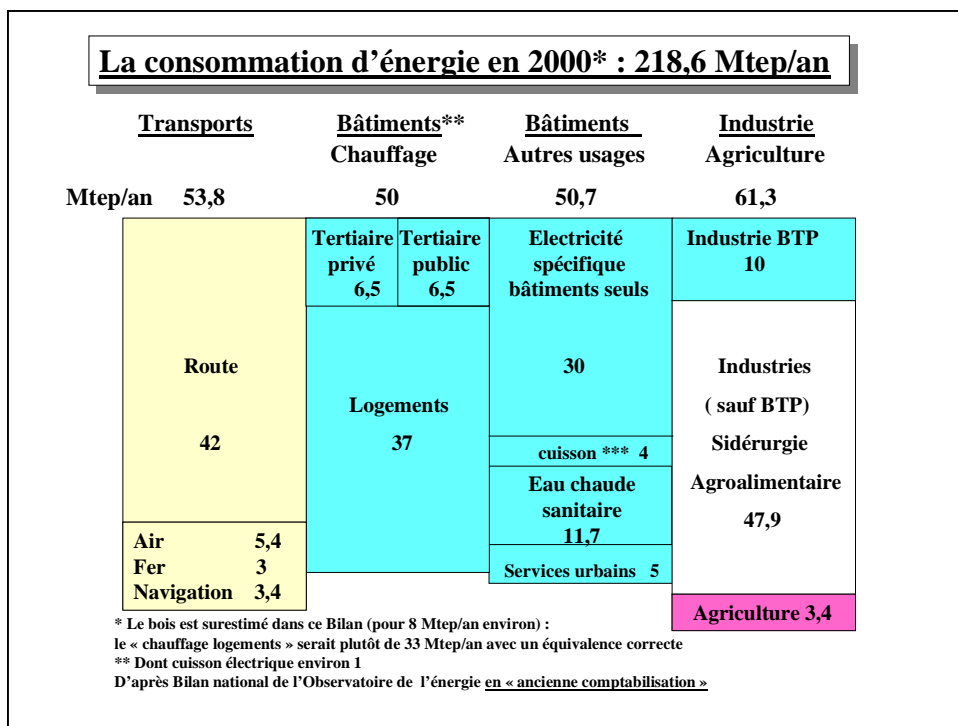 La consommation d'énergie en 2000* : 218,6 Mtep/an
Transports
Bâtiments**
Chauffage
Bâtiments
Autres usages
Industrie
Agriculture
Mtep/an 53,8 50 50,7 61,3
Route
42
Air 5,4
Fer 3
Navigation 3,4
Tertiaire
privé
6,5
Tertiaire
public
6,5
Logements
37
Electricité
spécifique
bâtiments seuls
30
cuisson *** 4
Eau chaude
sanitaire
11,7
Services urbains 5
Industrie BTP
10
Industries
( sauf BTP)
Sidérurgie
Agroalimentaire
47,9
Agriculture 3,4
* Le bois est surestimé dans ce Bilan (pour 8 Mtep/an environ) :
le « chauffage logements » serait plutôt de 33 Mtep/an avec un équivalence correcte
** Dont cuisson électrique environ 1
D'après Bilan national de l'Observatoire de l'énergie en « ancienne comptabilisation »